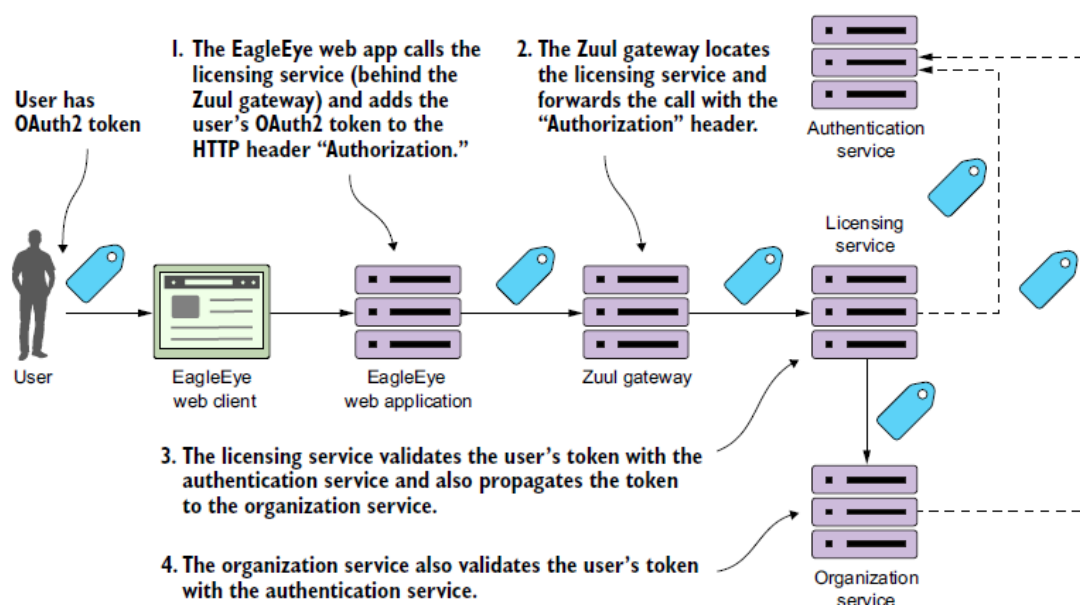 1. The EagleEye web app calls the
licensing service (behind the
Zuul gateway) and adds the
user’s OAuth2 token to the
HTTP header “Authorization.”
2. The Zuul gateway locates
the licensing service and
forwards the call with the
“Authorization” header.
User has
OAuth2 token
Authentication
service
Licensing
service
User
EagleEye
web client
EagleEye
web application
Zuul gateway
3. The licensing service validates the user’s token with the
authentication service and also propagates the token
to the organization service.
4. The organization service also validates the user’s token
with the authentication service.
Organization
service